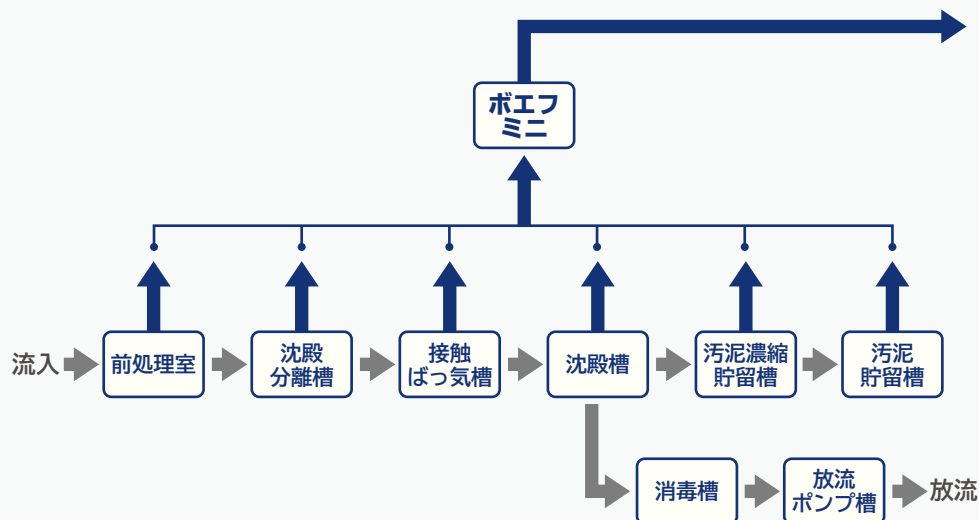 ボエフ
ミニ
流入
前処理室
沈殿
分離槽
接触
ばっ気槽
沈殿槽
汚泥濃縮
貯留槽
汚泥
貯留槽
消毒槽
放流
ポンプ槽
放流